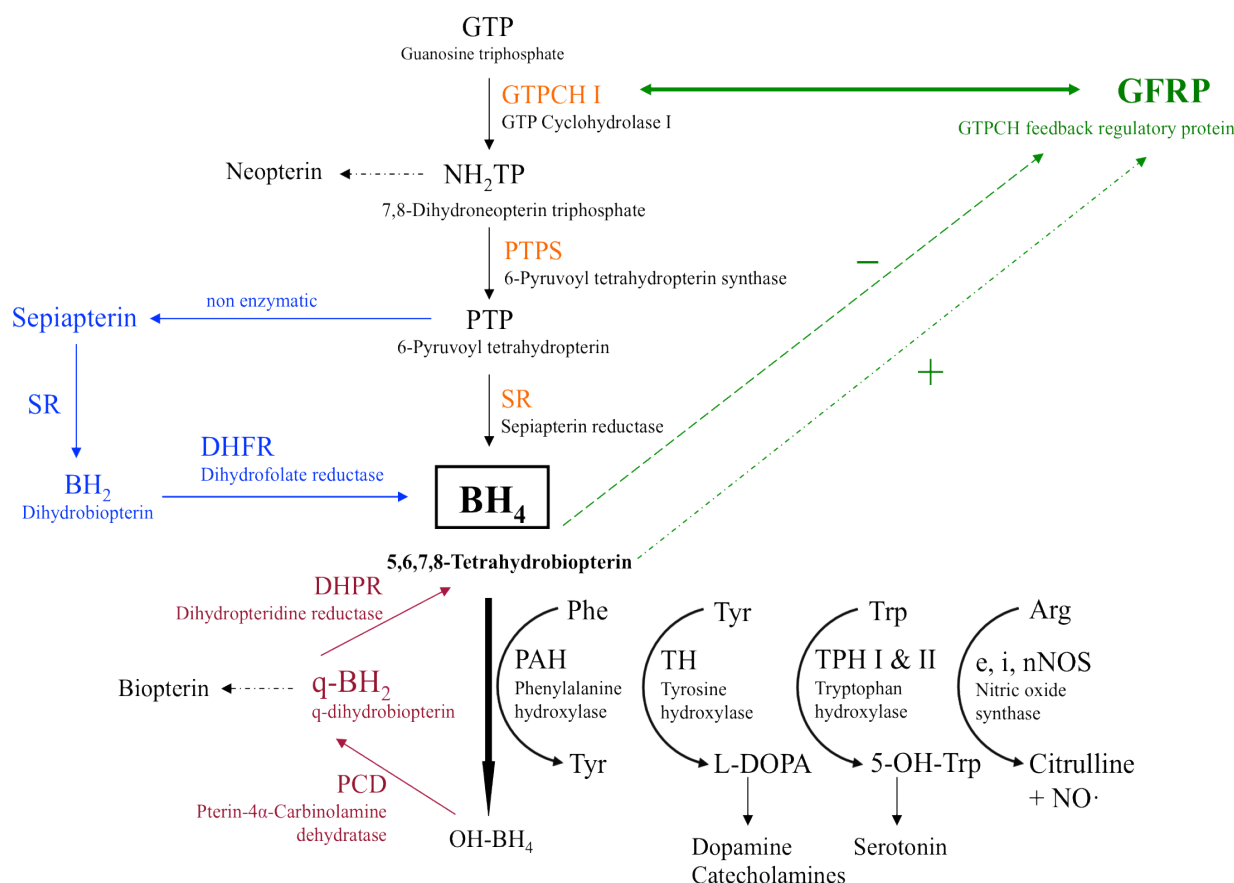 GTP
Guanosine triphosphate
GTPCH I
GTP Cyclohydrolase I
GFRP
GTPCH feedback regulatory protein
Neopterin
NH₂TP
7,8-Dihydroneopterin triphosphate
PTPS
6-Pyruvoyl tetrahydropterin synthase
−
non enzymatic
Sepiapterin
PTP
6-Pyruvoyl tetrahydropterin
+
SR
SR
Sepiapterin reductase
DHFR
Dihydrofolate reductase
BH₂
Dihydrobiopterin
BH₄
5,6,7,8-Tetrahydrobiopterin
DHPR
Dihydropteridine reductase
Phe
Tyr
Trp
Arg
PAH
Phenylalanine
hydroxylase
TH
Tyrosine
hydroxylase
TPH I & II
Tryptophan
hydroxylase
e, i, nNOS
Nitric oxide
synthase
Biopterin
q-BH₂
q-dihydrobiopterin
Tyr
L-DOPA
5-OH-Trp
Citrulline
+ NO·
PCD
Pterin-4α-Carbinolamine
dehydratase
OH-BH₄
Dopamine
Catecholamines
Serotonin